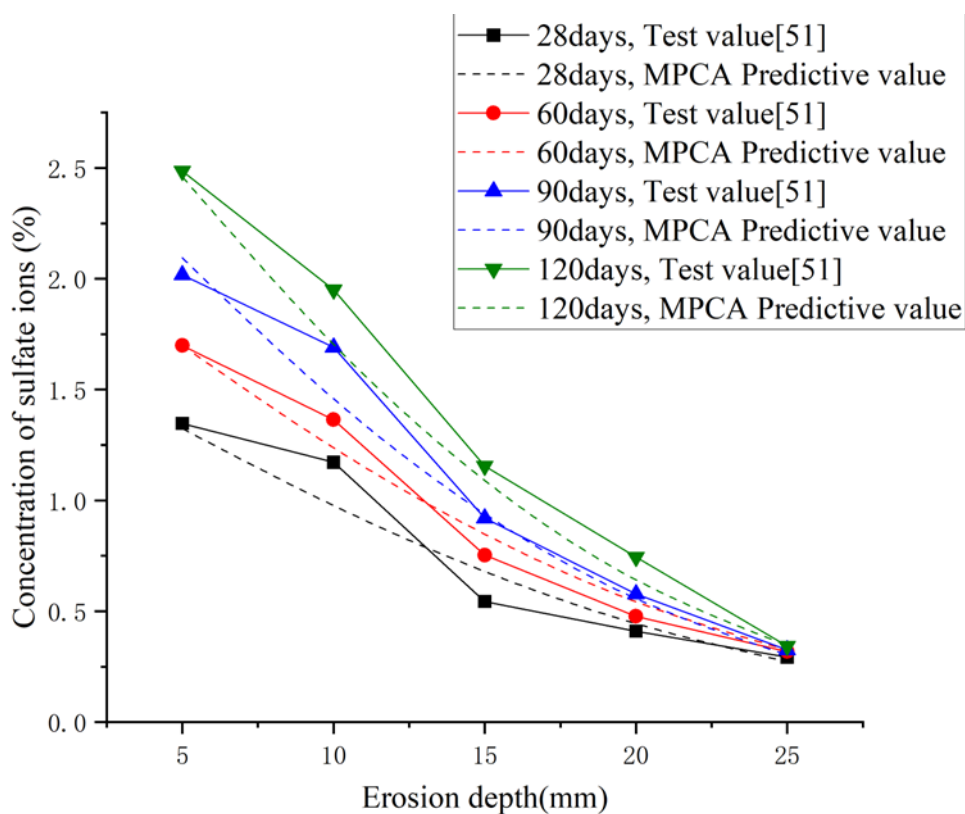 28days, Test value[51]
28days, MPCA Predictive value
60days, Test value[51]
60days, MPCA Predictive value
90days, Test value[51]
90days, MPCA Predictive value
120days, Test value[51]
120days, MPCA Predictive value
Concentration of sulfate ions (%)
2.5
2.0
1.5
1.0
0.5
0.0
5 10 15 20 25
Erosion depth(mm)